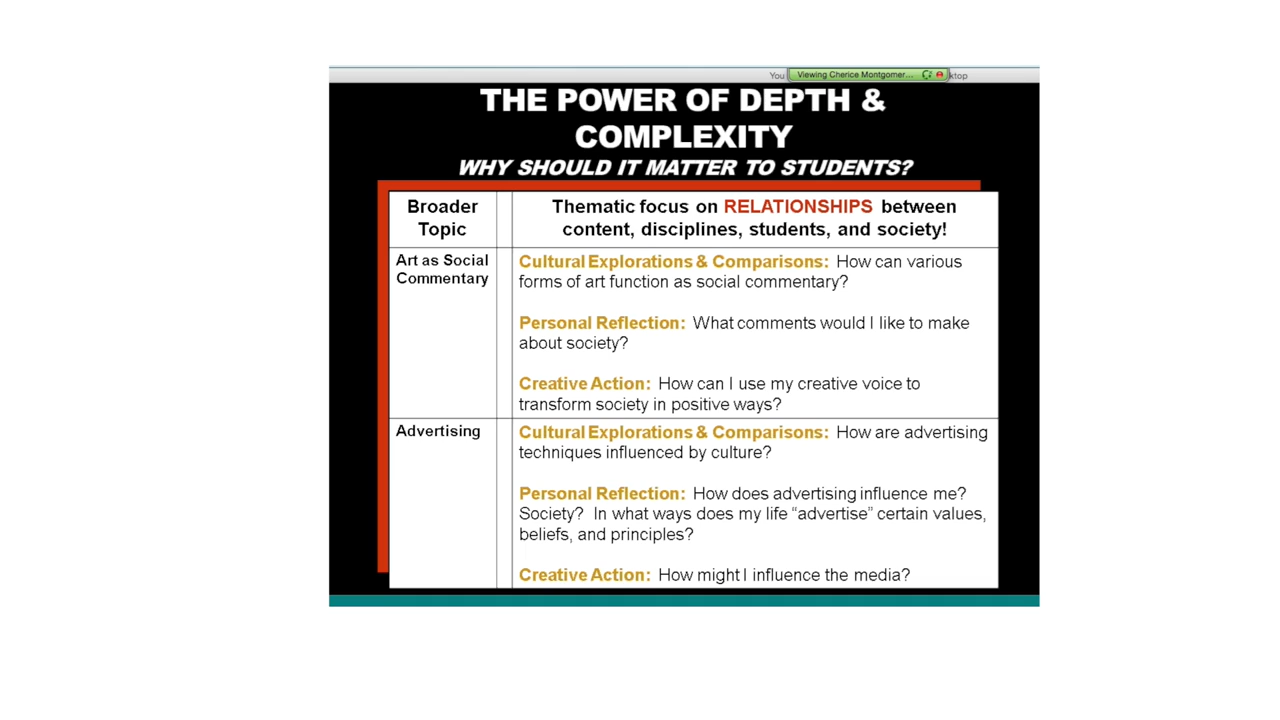 You
Viewing Cherice Montgomer...
ktop
THE POWER OF DEPTH &
COMPLEXITY
WHY SHOULD IT MATTER TO STUDENTS?
Broader
Topic
Thematic focus on RELATIONSHIPS between
content, disciplines, students, and society!
Art as Social
Commentary
Cultural Explorations & Comparisons: How can various
forms of art function as social commentary?
Personal Reflection: What comments would I like to make
about society?
Creative Action: How can I use my creative voice to
transform society in positive ways?
Advertising
Cultural Explorations & Comparisons: How are advertising
techniques influenced by culture?
Personal Reflection: How does advertising influence me?
Society? In what ways does my life “advertise” certain values,
beliefs, and principles?
Creative Action: How might I influence the media?